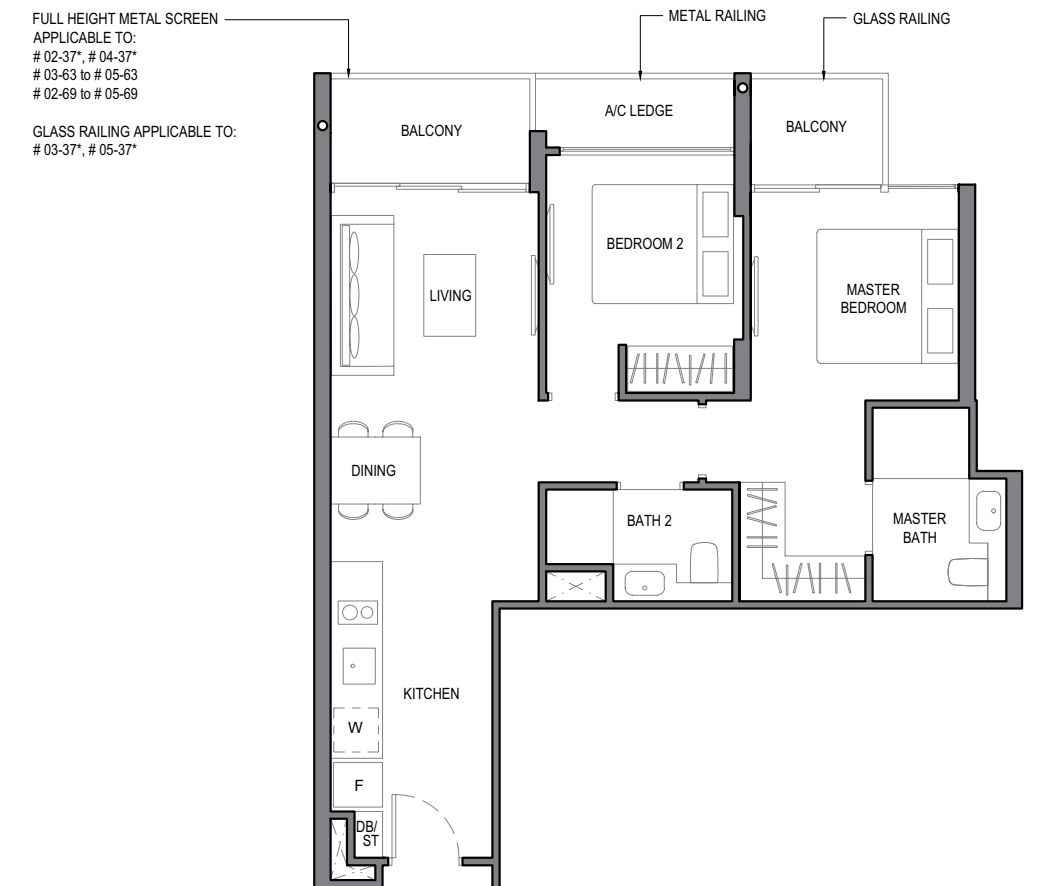 FULL HEIGHT METAL SCREEN
APPLICABLE TO:
# 02-37*, # 04-37*
# 03-63 to # 05-63
# 02-69 to # 05-69
GLASS RAILING APPLICABLE TO:
# 03-37*, # 05-37*
METAL RAILING
GLASS RAILING
BALCONY
A/C LEDGE
BALCONY
BEDROOM 2
LIVING
MASTER
BEDROOM
DINING
BATH 2
MASTER
BATH
KITCHEN
W
F
DB/
ST